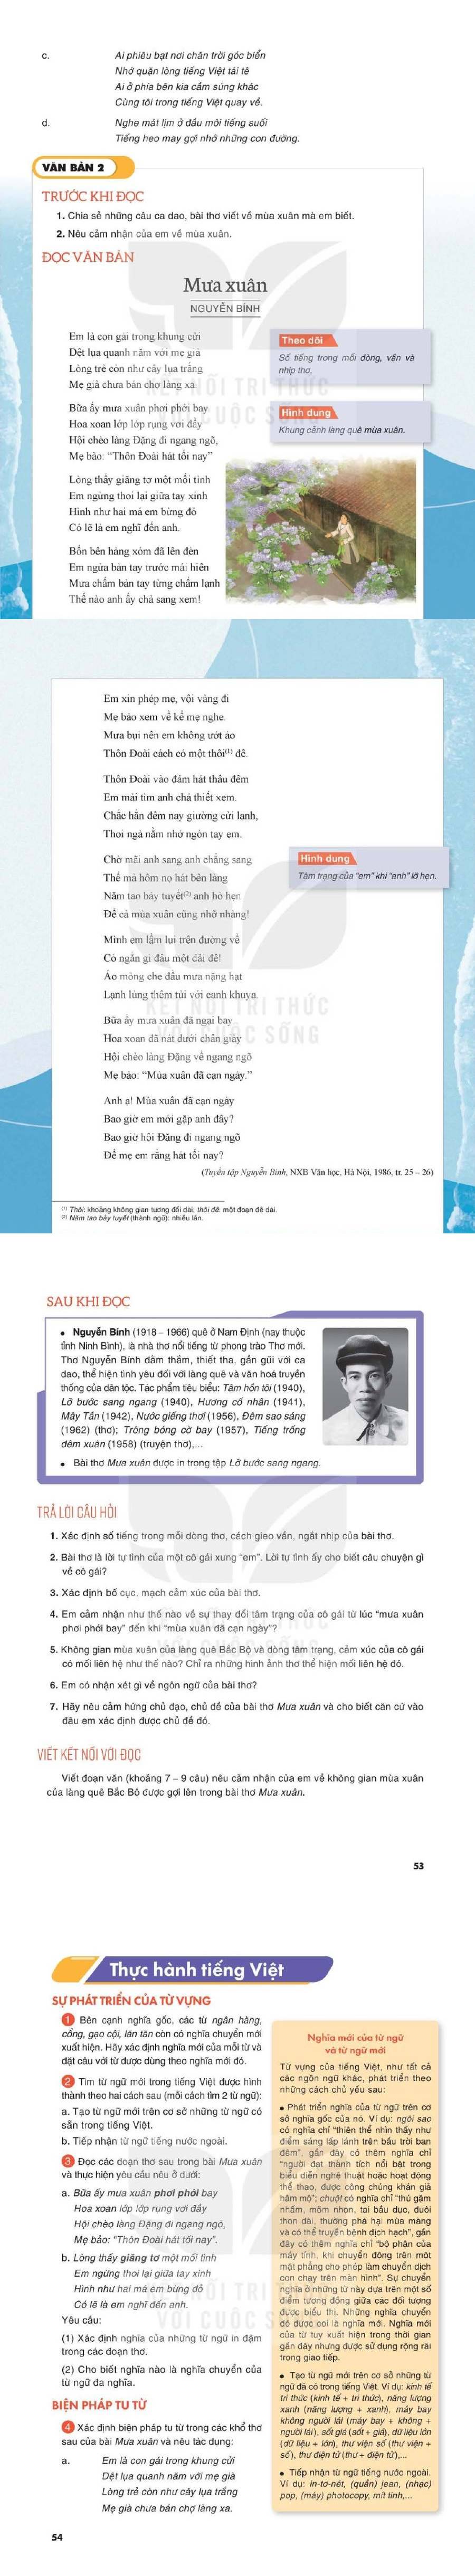 c. Ai phiêu bạt nơi chân trời góc biển
Nhớ quặn lòng tiếng Việt tái tê
Ai ở phía bên kia cầm súng khác
Cùng tôi trong tiếng Việt quay về.
d. Nghe mát lịm ở đầu môi tiếng suối
Tiếng heo may gợi nhớ những con đường.
VĂN BẢN 2
TRƯỚC KHI ĐỌC
1. Chia sẻ những câu ca dao, bài thơ viết về mùa xuân mà em biết.
2. Nêu cảm nhận của em về mùa xuân.
ĐỌC VĂN BẢN
Mưa xuân
NGUYỄN BÍNH
Em là con gái trong khung cửi
Dệt lụa quanh năm với mẹ già
Lòng trẻ còn như cây lụa trắng
Mẹ già chưa bán chợ làng xa.
Theo dõi
Số tiếng trong mỗi dòng, vần và
nhịp thơ.
Bữa ấy mưa xuân phơi phới bay
Hoa xoan lớp lớp rụng vơi đầy
Hội chèo làng Đặng đi ngang ngõ,
Mẹ bảo: “Thôn Đoài hát tối nay”
Hình dung
Khung cảnh làng quê mùa xuân.
Lòng thấy giăng tơ một mối tình
Em ngừng thoi lại giữa tay xinh
Hình như hai má em bừng đỏ
Có lẽ là em nghĩ đến anh.
Bốn bên hàng xóm đã lên đèn
Em ngửa bàn tay trước mái hiên
Mưa chấm bàn tay từng chấm lạnh
Thế nào anh ấy chả sang xem!
Em xin phép mẹ, vội vàng đi
Mẹ bảo xem về kể mẹ nghe.
Mưa bụi nên em không ướt áo
Thôn Đoài cách có một thôi(1) đê.
Thôn Đoài vào đám hát thâu đêm
Em mải tìm anh chả thiết xem.
Chắc hẳn đêm nay giường cửi lạnh,
Thoi ngà nằm nhớ ngón tay em.
Chờ mãi anh sang anh chẳng sang
Thế mà hôm nọ hát bên làng
Năm tao bảy tuyết(2) anh hò hẹn
Để cả mùa xuân cũng nhỡ nhàng!
Hình dung
Tâm trạng của “em” khi “anh” lỡ hẹn.
Mình em lầm lụi trên đường về
Có ngắn gì đâu một dải đê!
Áo mỏng che đầu mưa nặng hạt
Lạnh lùng thêm tủi với canh khuya.
Bữa ấy mưa xuân đã ngại bay
Hoa xoan đã nát dưới chân giày
Hội chèo làng Đặng về ngang ngõ
Mẹ bảo: “Mùa xuân đã cạn ngày.”
Anh ạ! Mùa xuân đã cạn ngày
Bao giờ em mới gặp anh đây?
Bao giờ hội Đặng đi ngang ngõ
Để mẹ em rằng hát tối nay?
(Tuyển tập Nguyễn Bính, NXB Văn học, Hà Nội, 1986, tr. 25 – 26)
(1) Thôi: khoảng không gian tương đối dài; thôi đê: một đoạn đê dài.
(2) Năm tao bảy tuyết (thành ngữ): nhiều lần.
SAU KHI ĐỌC
• Nguyễn Bính (1918 – 1966) quê ở Nam Định (nay thuộc
tỉnh Ninh Bình), là nhà thơ nổi tiếng từ phong trào Thơ mới.
Thơ Nguyễn Bính đằm thắm, thiết tha, gần gũi với ca
dao, thể hiện tình yêu đối với làng quê và văn hoá truyền
thống của dân tộc. Tác phẩm tiêu biểu: Tâm hồn tôi (1940),
Lỡ bước sang ngang (1940), Hương cố nhân (1941),
Mây Tần (1942), Nước giếng thơi (1956), Đêm sao sáng
(1962) (thơ); Trông bóng cờ bay (1957), Tiếng trống
đêm xuân (1958) (truyện thơ),...
• Bài thơ Mưa xuân được in trong tập Lỡ bước sang ngang.
TRẢ LỜI CÂU HỎI
1. Xác định số tiếng trong mỗi dòng thơ, cách gieo vần, ngắt nhịp của bài thơ.
2. Bài thơ là lời tự tình của một cô gái xưng “em”. Lời tự tình ấy cho biết câu chuyện gì
về cô gái?
3. Xác định bố cục, mạch cảm xúc của bài thơ.
4. Em cảm nhận như thế nào về sự thay đổi tâm trạng của cô gái từ lúc “mưa xuân
phơi phới bay” đến khi “mùa xuân đã cạn ngày”?
5. Không gian mùa xuân của làng quê Bắc Bộ và dòng tâm trạng, cảm xúc của cô gái
có mối liên hệ như thế nào? Chỉ ra những hình ảnh thơ thể hiện mối liên hệ đó.
6. Em có nhận xét gì về ngôn ngữ của bài thơ?
7. Hãy nêu cảm hứng chủ đạo, chủ đề của bài thơ Mưa xuân và cho biết căn cứ vào
đâu em xác định được chủ đề đó.
VIẾT KẾT NỐI VỚI ĐỌC
Viết đoạn văn (khoảng 7 – 9 câu) nêu cảm nhận của em về không gian mùa xuân
của làng quê Bắc Bộ được gợi lên trong bài thơ Mưa xuân.
53
Thực hành tiếng Việt
SỰ PHÁT TRIỂN CỦA TỪ VỰNG
1 Bên cạnh nghĩa gốc, các từ ngân hàng,
cổng, gạo cội, lăn tăn còn có nghĩa chuyển mới
xuất hiện. Hãy xác định nghĩa mới của mỗi từ và
đặt câu với từ được dùng theo nghĩa mới đó.
2 Tìm từ ngữ mới trong tiếng Việt được hình
thành theo hai cách sau (mỗi cách tìm 2 từ ngữ):
a. Tạo từ ngữ mới trên cơ sở những từ ngữ có
sẵn trong tiếng Việt.
b. Tiếp nhận từ ngữ tiếng nước ngoài.
3 Đọc các đoạn thơ sau trong bài Mưa xuân
và thực hiện yêu cầu nêu ở dưới:
a. Bữa ấy mưa xuân phơi phới bay
Hoa xoan lớp lớp rụng vơi đầy
Hội chèo làng Đặng đi ngang ngõ,
Mẹ bảo: “Thôn Đoài hát tối nay”.
b. Lòng thấy giăng tơ một mối tình
Em ngừng thoi lại giữa tay xinh
Hình như hai má em bừng đỏ
Có lẽ là em nghĩ đến anh.
Yêu cầu:
(1) Xác định nghĩa của những từ ngữ in đậm
trong các đoạn thơ.
(2) Cho biết nghĩa nào là nghĩa chuyển của
từ ngữ đa nghĩa.
BIỆN PHÁP TU TỪ
4 Xác định biện pháp tu từ trong các khổ thơ
sau của bài Mưa xuân và nêu tác dụng:
a. Em là con gái trong khung cửi
Dệt lụa quanh năm với mẹ già
Lòng trẻ còn như cây lụa trắng
Mẹ già chưa bán chợ làng xa.
Nghĩa mới của từ ngữ
và từ ngữ mới
Từ vựng của tiếng Việt, như tất cả
các ngôn ngữ khác, phát triển theo
những cách chủ yếu sau:
• Phát triển nghĩa của từ ngữ trên cơ
sở nghĩa gốc của nó. Ví dụ: ngôi sao
có nghĩa chỉ “thiên thể nhìn thấy như
điểm sáng lấp lánh trên bầu trời ban
đêm”, gần đây có thêm nghĩa chỉ
“người đạt thành tích nổi bật trong
biểu diễn nghệ thuật hoặc hoạt động
thể thao, được công chúng khán giả
hâm mộ”; chuột có nghĩa chỉ “thú gặm
nhấm, mõm nhọn, tai bầu dục, đuôi
thon dài, thường phá hại mùa màng
và có thể truyền bệnh dịch hạch”, gần
đây có thêm nghĩa chỉ “bộ phận của
máy tính, khi chuyển động trên một
mặt phẳng cho phép làm chuyển dịch
con chạy trên màn hình”. Sự chuyển
nghĩa ở những từ này dựa trên một số
điểm tương đồng giữa các đối tượng
được biểu thị. Những nghĩa chuyển
đó được coi là nghĩa mới. Nghĩa mới
của từ tuy xuất hiện trong thời gian
gần đây nhưng được sử dụng rộng rãi
trong giao tiếp.
• Tạo từ ngữ mới trên cơ sở những từ
ngữ đã có trong tiếng Việt. Ví dụ: kinh tế
tri thức (kinh tế + tri thức), năng lượng
xanh (năng lượng + xanh), máy bay
không người lái (máy bay + không +
người lái), sốt giá (sốt + giá), dữ liệu lớn
(dữ liệu + lớn), thư viện số (thư viện +
số), thư điện tử (thư + điện tử),...
• Tiếp nhận từ ngữ tiếng nước ngoài.
Ví dụ: in-tơ-nét, (quần) jean, (nhạc)
pop, (máy) photocopy, mít tinh,...
54
KẾT NỐI TRI THỨC
VỚI CUỘC SỐNG